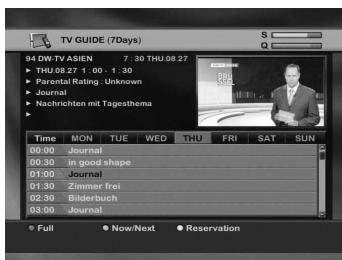 TV GUIDE (7Days)
S
Q
94 DW-TV ASIEN 7 : 30 THU.08.27
► THU.08.27 1 : 00 - 1 : 30
► Parental Rating : Unknown
► Journal
► Nachrichten mit Tagesthema
►
Time MON TUE WED THU FRI SAT SUN
00:00 Journal
00:30 in good shape
01:00 Journal
01:30 Zimmer frei
02:30 Bilderbuch
03:00 Journal
Full Now/Next Reservation